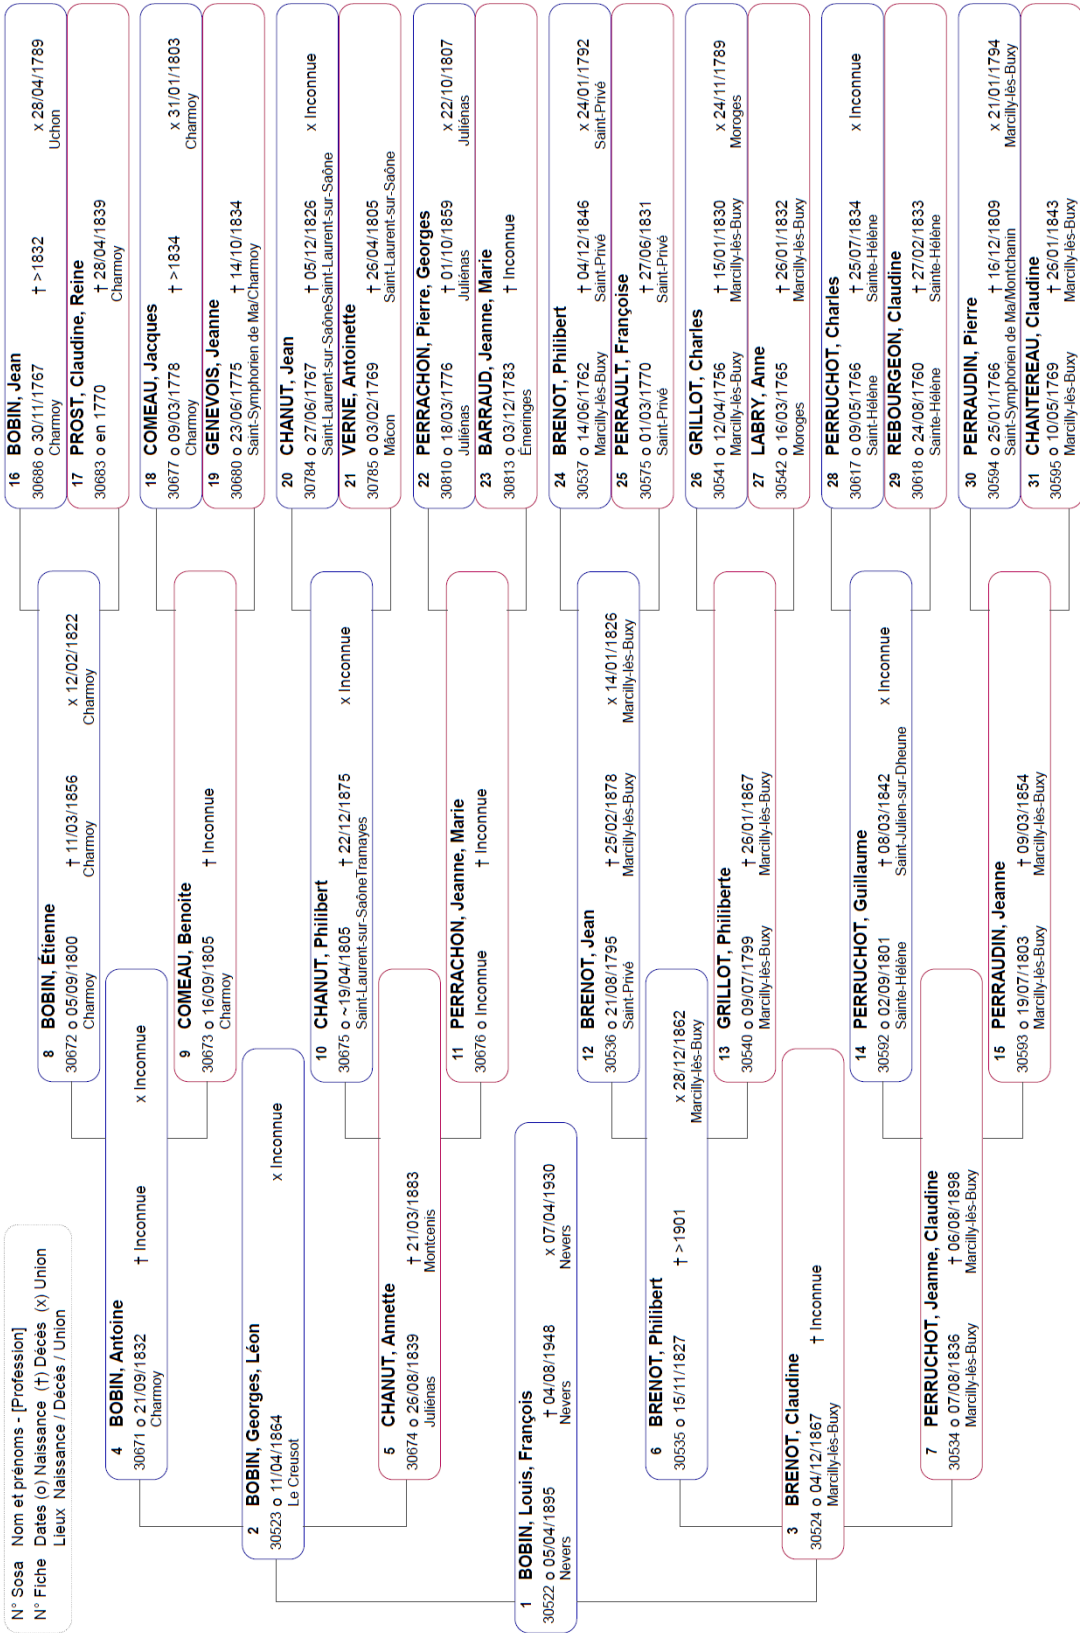 N° Sosa Nom et prénoms - [Profession]
N° Fiche Dates (o) Naissance (†) Décès (x) Union
Lieux Naissance / Décès / Union
1 BOBIN, Louis, François
30522 o 05/04/1895 † 04/08/1948 x 07/04/1930
Nevers Nevers Nevers
2 BOBIN, Georges, Léon
30523 o 11/04/1864 x Inconnue
Le Creusot
3 BRENOT, Claudine
30524 o 04/12/1867 † Inconnue
Marcilly-lès-Buxy
4 BOBIN, Antoine
30671 o 21/09/1832 † Inconnue x Inconnue
Charmoy
5 CHANUT, Annette
30674 o 26/08/1839 † 21/03/1883
Juliénas Montcenis
6 BRENOT, Philibert
30535 o 15/11/1827 † >1901 x 28/12/1862
Marcilly-lès-Buxy
7 PERRUCHOT, Jeanne, Claudine
30534 o 07/08/1836 † 06/08/1898
Marcilly-lès-Buxy Marcilly-lès-Buxy
8 BOBIN, Étienne
30672 o 05/09/1800 † 11/03/1856 x 12/02/1822
Charmoy Charmoy Charmoy
9 COMEAU, Benoite
30673 o 16/09/1805 † Inconnue
Charmoy
10 CHANUT, Philibert
30675 o ~19/04/1805 † 22/12/1875 x Inconnue
Saint-Laurent-sur-SaôneTramayes
11 PERRACHON, Jeanne, Marie
30676 o Inconnue † Inconnue
12 BRENOT, Jean
30536 o 21/08/1795 † 25/02/1878 x 14/01/1826
Saint-Privé Marcilly-lès-Buxy Marcilly-lès-Buxy
13 GRILLOT, Philiberte
30540 o 09/07/1799 † 26/01/1867
Marcilly-lès-Buxy Marcilly-lès-Buxy
14 PERRUCHOT, Guillaume
30592 o 02/09/1801 † 08/03/1842 x Inconnue
Sainte-Hélène Saint-Julien-sur-Dheune
15 PERRAUDIN, Jeanne
30593 o 19/07/1803 † 09/03/1854
Marcilly-lès-Buxy Marcilly-lès-Buxy
16 BOBIN, Jean
30686 o 30/11/1767 † >1832 x 28/04/1789
Charmoy Uchon
17 PROST, Claudine, Reine
30683 o en 1770 † 28/04/1839
Charmoy
18 COMEAU, Jacques
30677 o 09/03/1778 † >1834 x 31/01/1803
Charmoy Charmoy
19 GENEVOIS, Jeanne
30680 o 23/06/1775 † 14/10/1834
Saint-Symphorien de Ma/Charmoy
20 CHANUT, Jean
30784 o 27/06/1767 † 05/12/1826 x Inconnue
Saint-Laurent-sur-SaôneSaint-Laurent-sur-Saône
21 VERNE, Antoinette
30785 o 03/02/1769 † 26/04/1805
Mâcon Saint-Laurent-sur-Saône
22 PERRACHON, Pierre, Georges
30810 o 18/03/1776 † 01/10/1859 x 22/10/1807
Juliénas Juliénas Juliénas
23 BARRAUD, Jeanne, Marie
30813 o 03/12/1783 † Inconnue
Émeringes
24 BRENOT, Philibert
30537 o 14/06/1762 † 04/12/1846 x 24/01/1792
Marcilly-lès-Buxy Saint-Privé Saint-Privé
25 PERRAULT, Françoise
30575 o 01/03/1770 † 27/06/1831
Saint-Privé Saint-Privé
26 GRILLOT, Charles
30541 o 12/04/1756 † 15/01/1830 x 24/11/1789
Marcilly-lès-Buxy Marcilly-lès-Buxy Moroges
27 LABRY, Anne
30542 o 16/03/1765 † 26/01/1832
Moroges Marcilly-lès-Buxy
28 PERRUCHOT, Charles
30617 o 09/05/1766 † 25/07/1834 x Inconnue
Saint-Hélène Sainte-Hélène
29 REBOURGEON, Claudine
30618 o 24/08/1760 † 27/02/1833
Sainte-Hélène Sainte-Hélène
30 PERRAUDIN, Pierre
30594 o 25/01/1766 † 16/12/1809 x 21/01/1794
Saint-Symphorien de Ma/Montchanin Marcilly-lès-Buxy
31 CHANTEREAU, Claudine
30595 o 10/05/1769 † 26/01/1843
Marcilly-lès-Buxy Marcilly-lès-Buxy